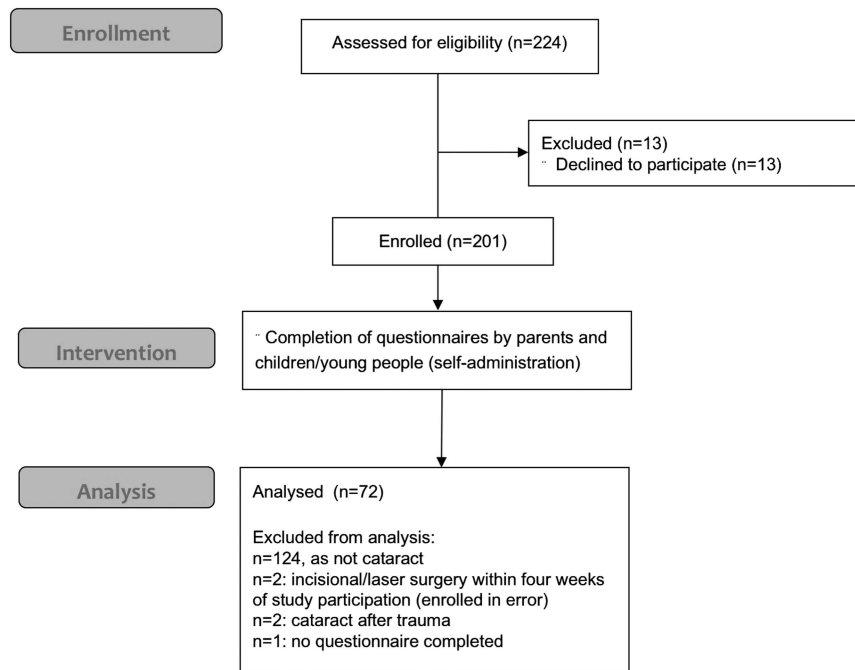 Enrollment
Assessed for eligibility (n=224)
Excluded (n=13)
¨ Declined to participate (n=13)
Enrolled (n=201)
Intervention
¨ Completion of questionnaires by parents and
children/young people (self-administration)
Analysis
Analysed (n=72)
Excluded from analysis:
n=124, as not cataract
n=2: incisional/laser surgery within four weeks
of study participation (enrolled in error)
n=2: cataract after trauma
n=1: no questionnaire completed